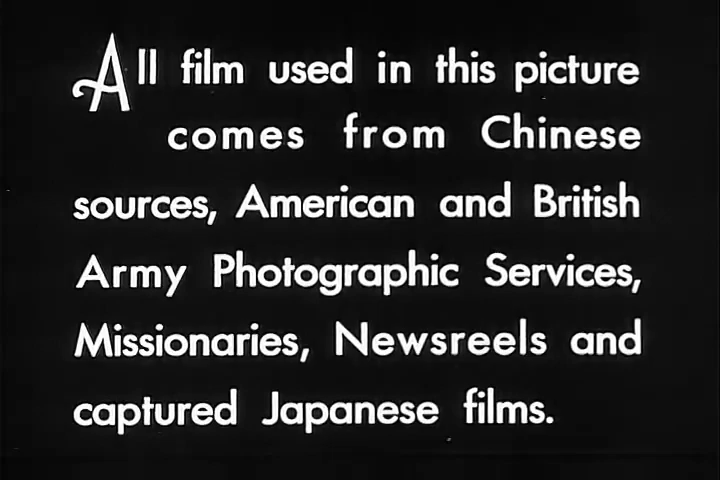 All film used in this picture
comes from Chinese
sources, American and British
Army Photographic Services,
Missionaries, Newsreels and
captured Japanese films.